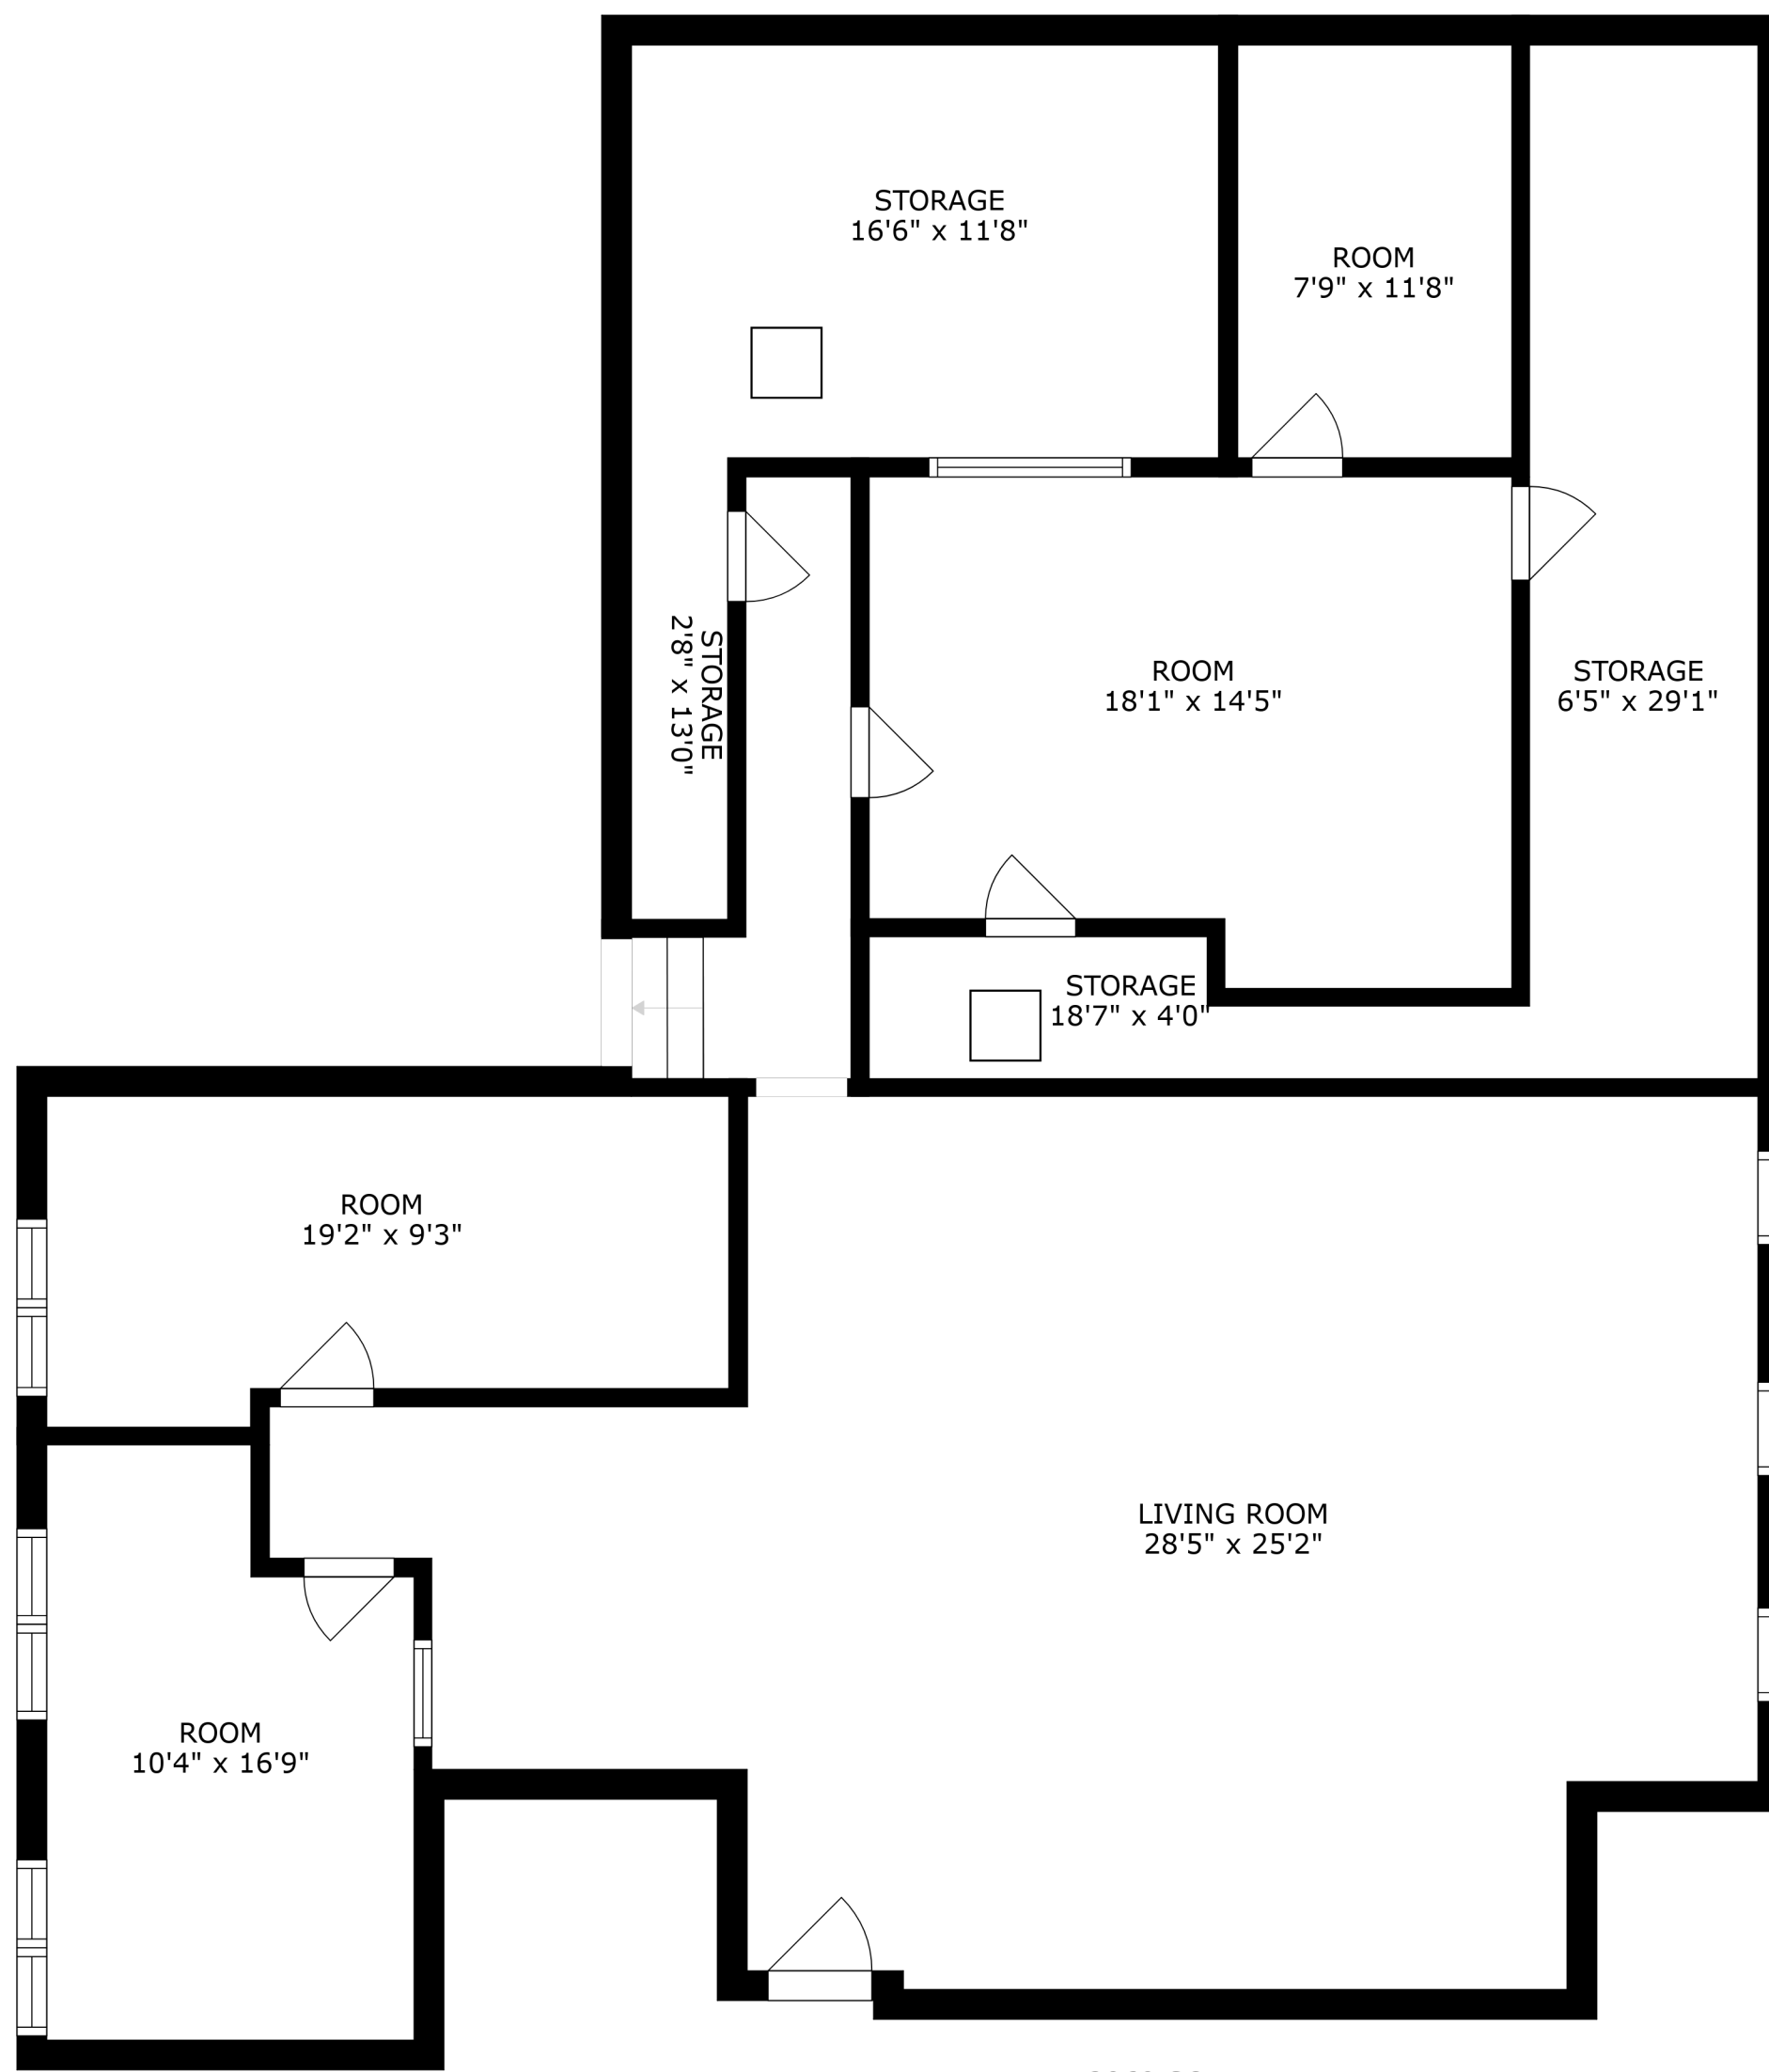 STORAGE
16'6" x 11'8"
ROOM
7'9" x 11'8"
STORAGE
2'8" x 13'0"
ROOM
18'1" x 14'5"
STORAGE
6'5" x 29'1"
STORAGE
18'7" x 4'0"
ROOM
19'2" x 9'3"
LIVING ROOM
28'5" x 25'2"
ROOM
10'4" x 16'9"